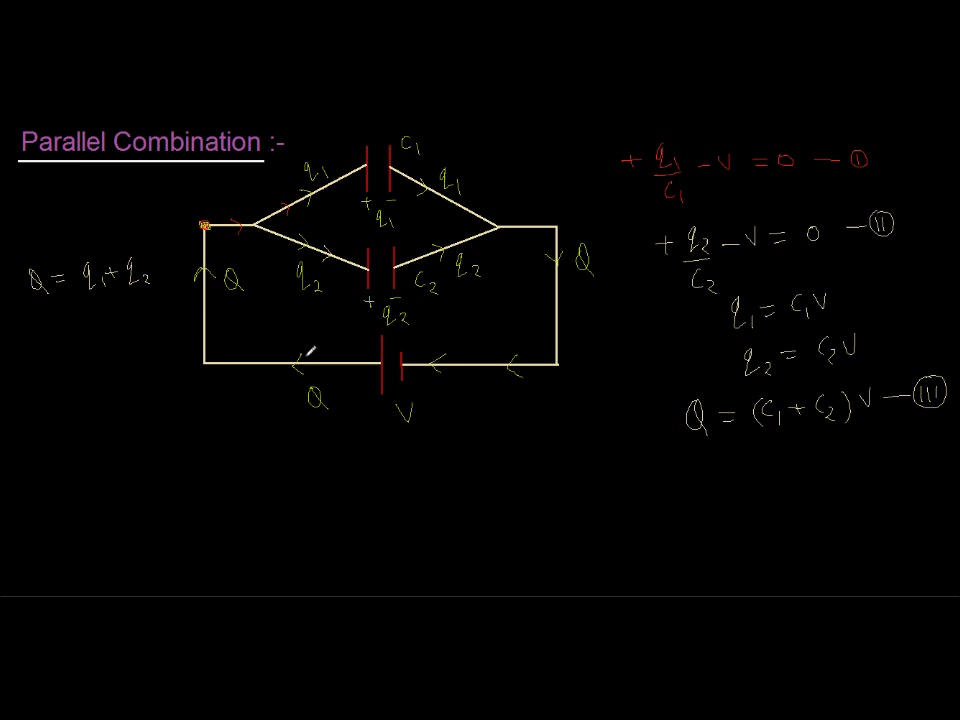 Parallel Combination :-
C1
q1
q1
+ -
q1
+ q1/C1 - V = 0 — I
+ q2/C2 - V = 0 — II
Q = q1 + q2
Q
q2
C2
q2
Q
+ -
q2
q1 = C1V
q2 = C2V
Q
V
Q = (C1 + C2) V — III